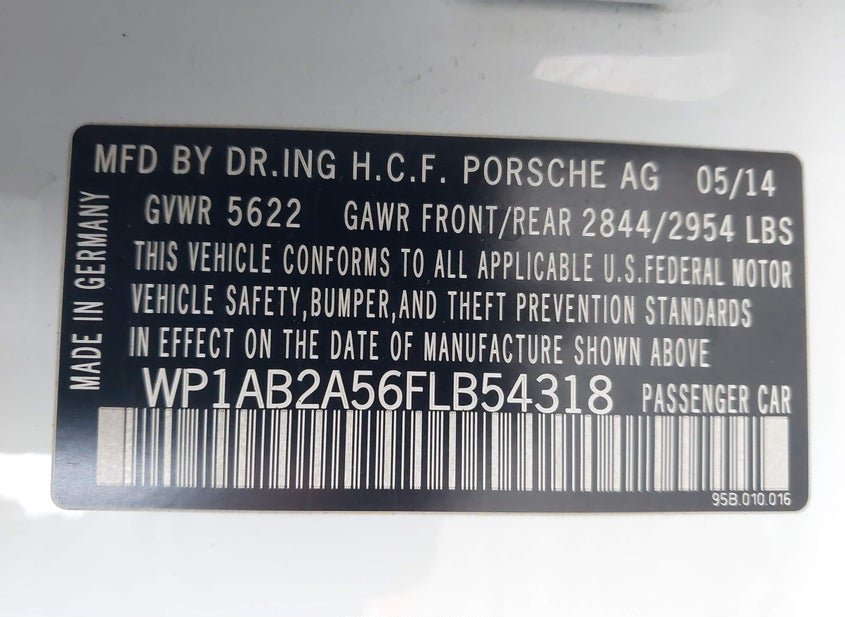 MFD BY DR.ING H.C.F. PORSCHE AG 05/14
GVWR 5622 GAWR FRONT/REAR 2844/2954 LBS
THIS VEHICLE CONFORMS TO ALL APPLICABLE U.S.FEDERAL MOTOR
VEHICLE SAFETY,BUMPER,AND THEFT PREVENTION STANDARDS
IN EFFECT ON THE DATE OF MANUFACTURE SHOWN ABOVE
WP1AB2A56FLB54318 PASSENGER CAR
95B.010.016
MADE IN GERMANY